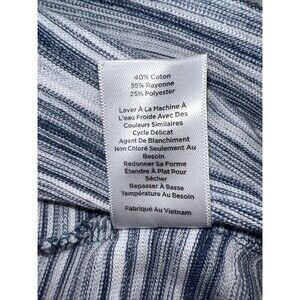 40% Coton
35% Rayonne
25% Polyester
Laver À La Machine À
L'eau Froide Avec Des
Couleurs Similaires
Cycle Délicat
Agent De Blanchiment
Non Chloré Seulement Au
Besoin
Redonner Sa Forme
Étendre À Plat Pour
Sécher
Repasser À Basse
Température Au Besoin
Fabriqué Au Vietnam